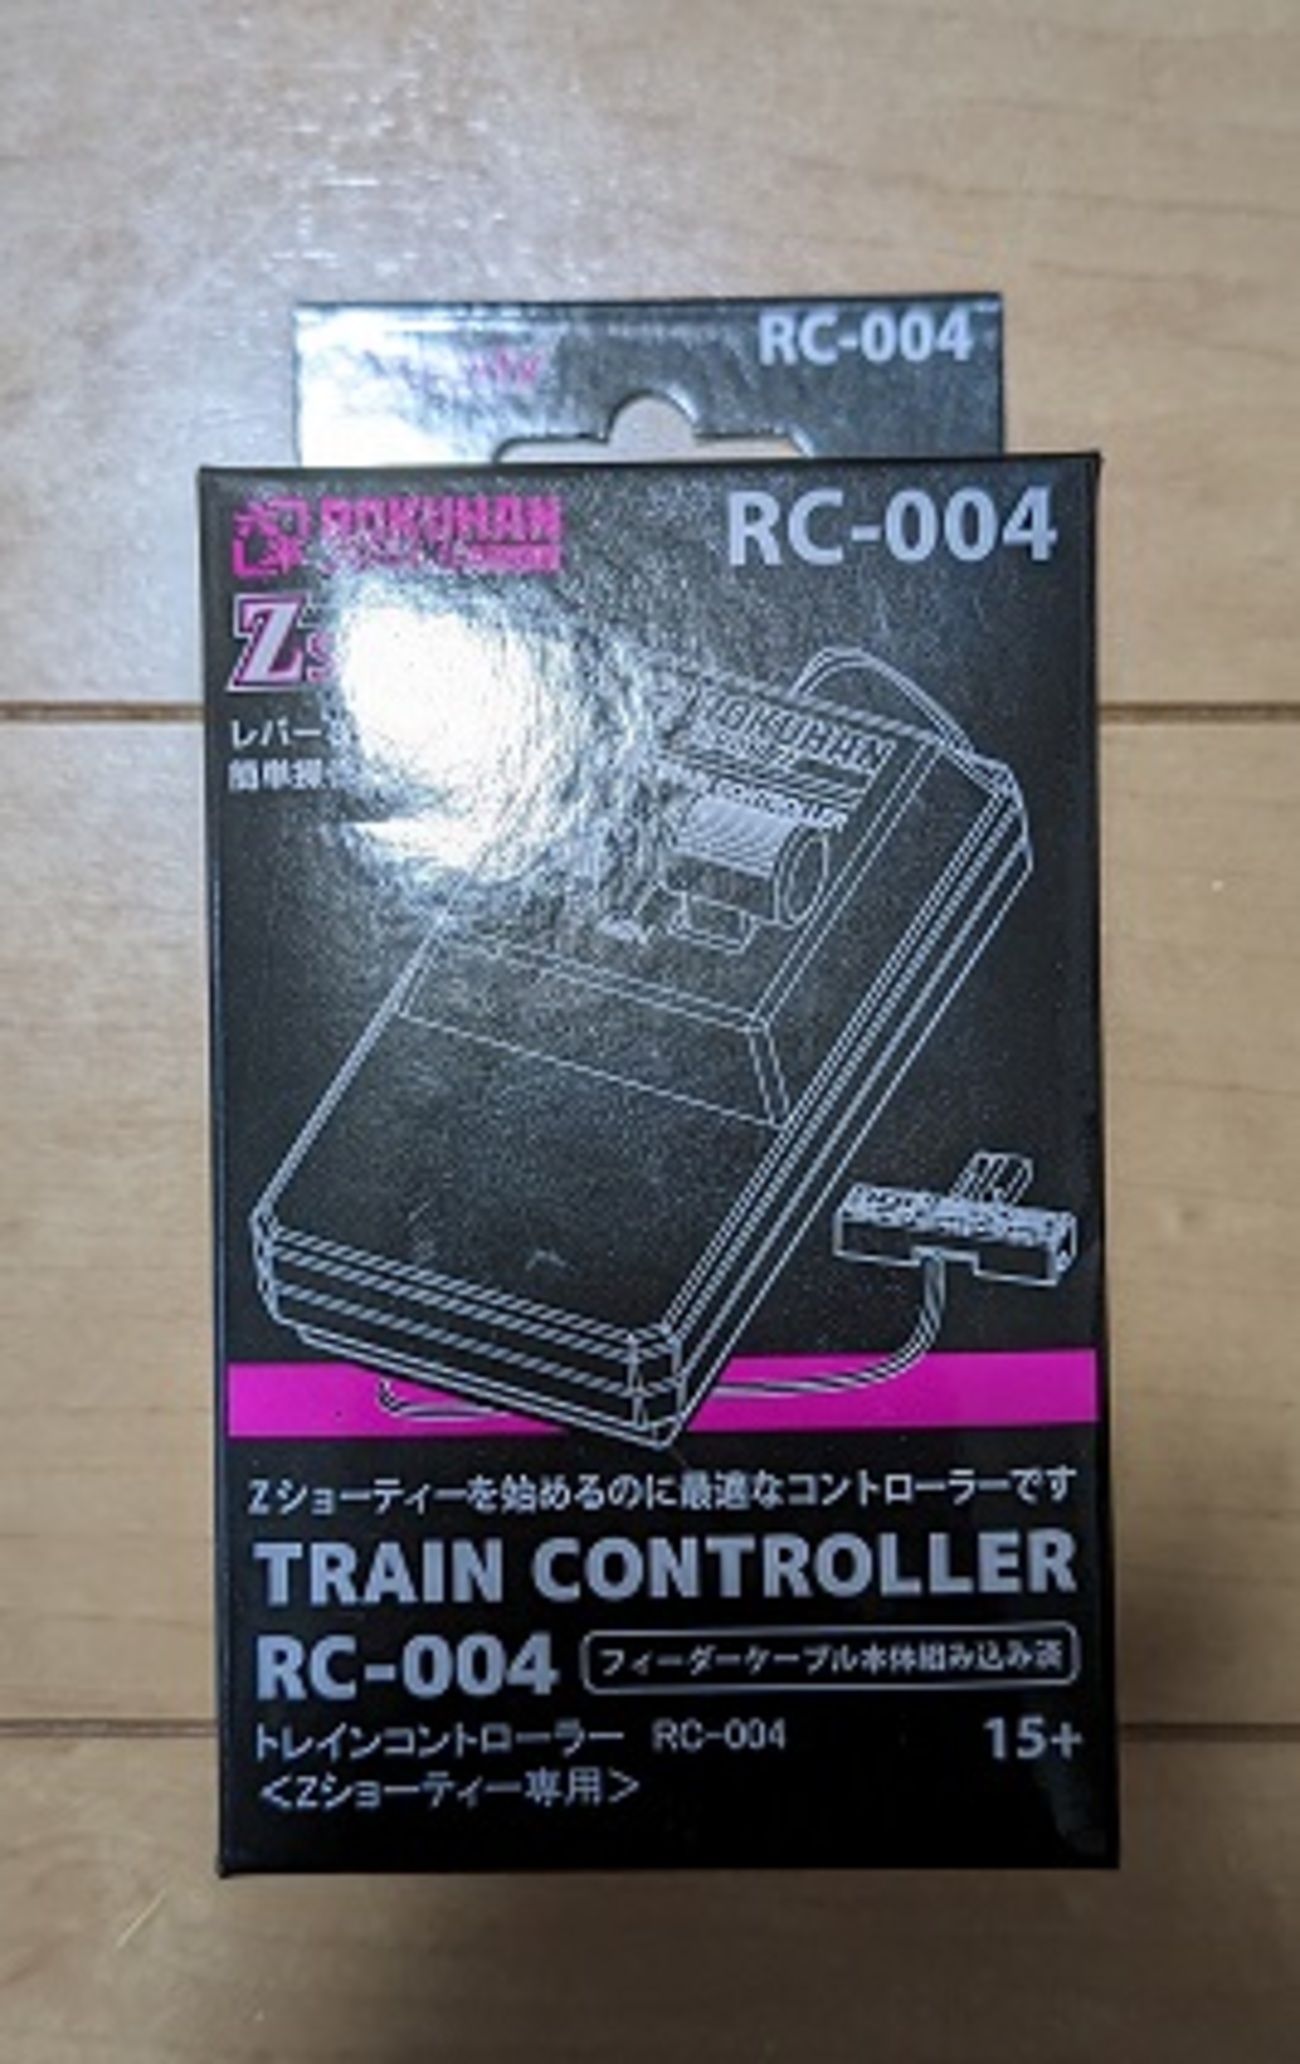 RC-004
ROKUHAN
RC-004
Z
レバー
簡単操作
ROKUHAN
Zショーティーを始めるのに最適なコントローラーです
TRAIN CONTROLLER
RC-004
フィーダーケーブル本体組み込み済
トレインコントローラー RC-004
15+
<Zショーティー専用>